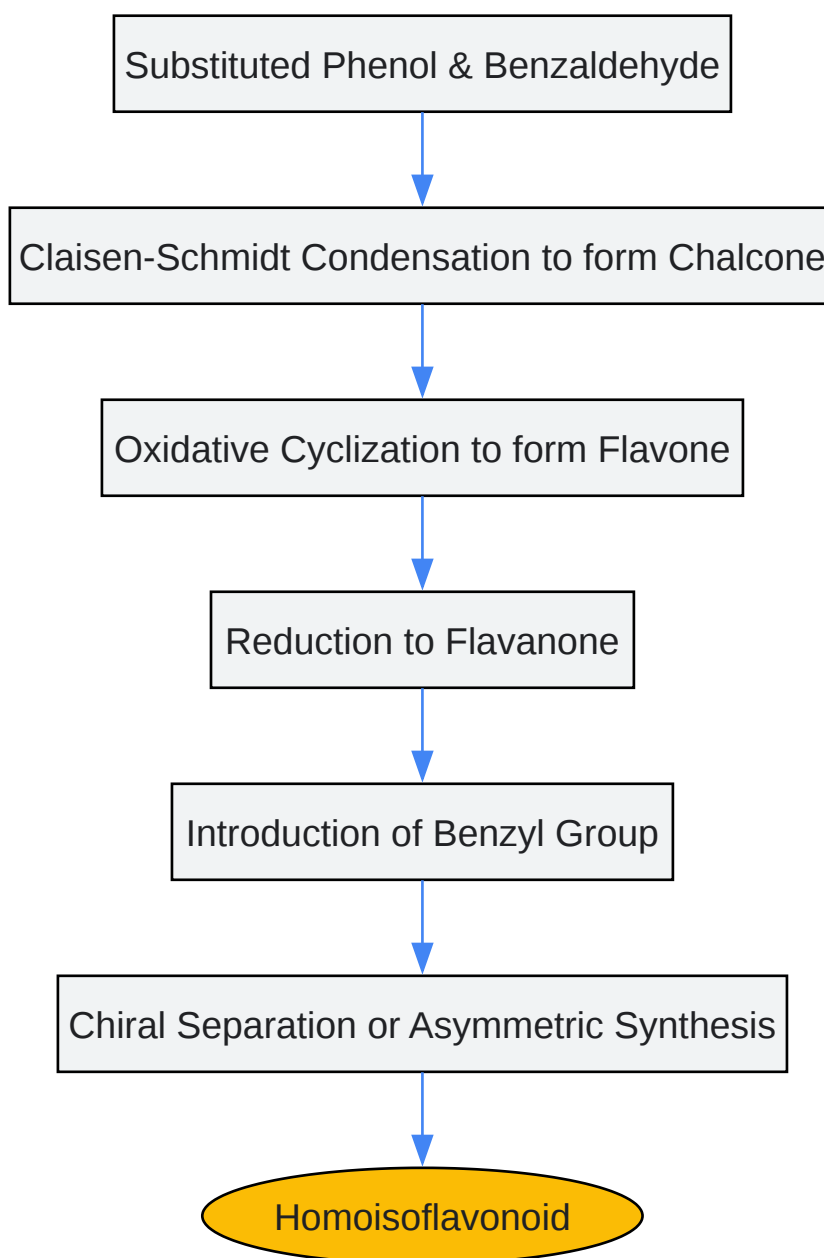 Substituted Phenol & Benzaldehyde
Claisen-Schmidt Condensation to form Chalcone
Oxidative Cyclization to form Flavone
Reduction to Flavanone
Introduction of Benzyl Group
Chiral Separation or Asymmetric Synthesis
Homoisoflavonoid